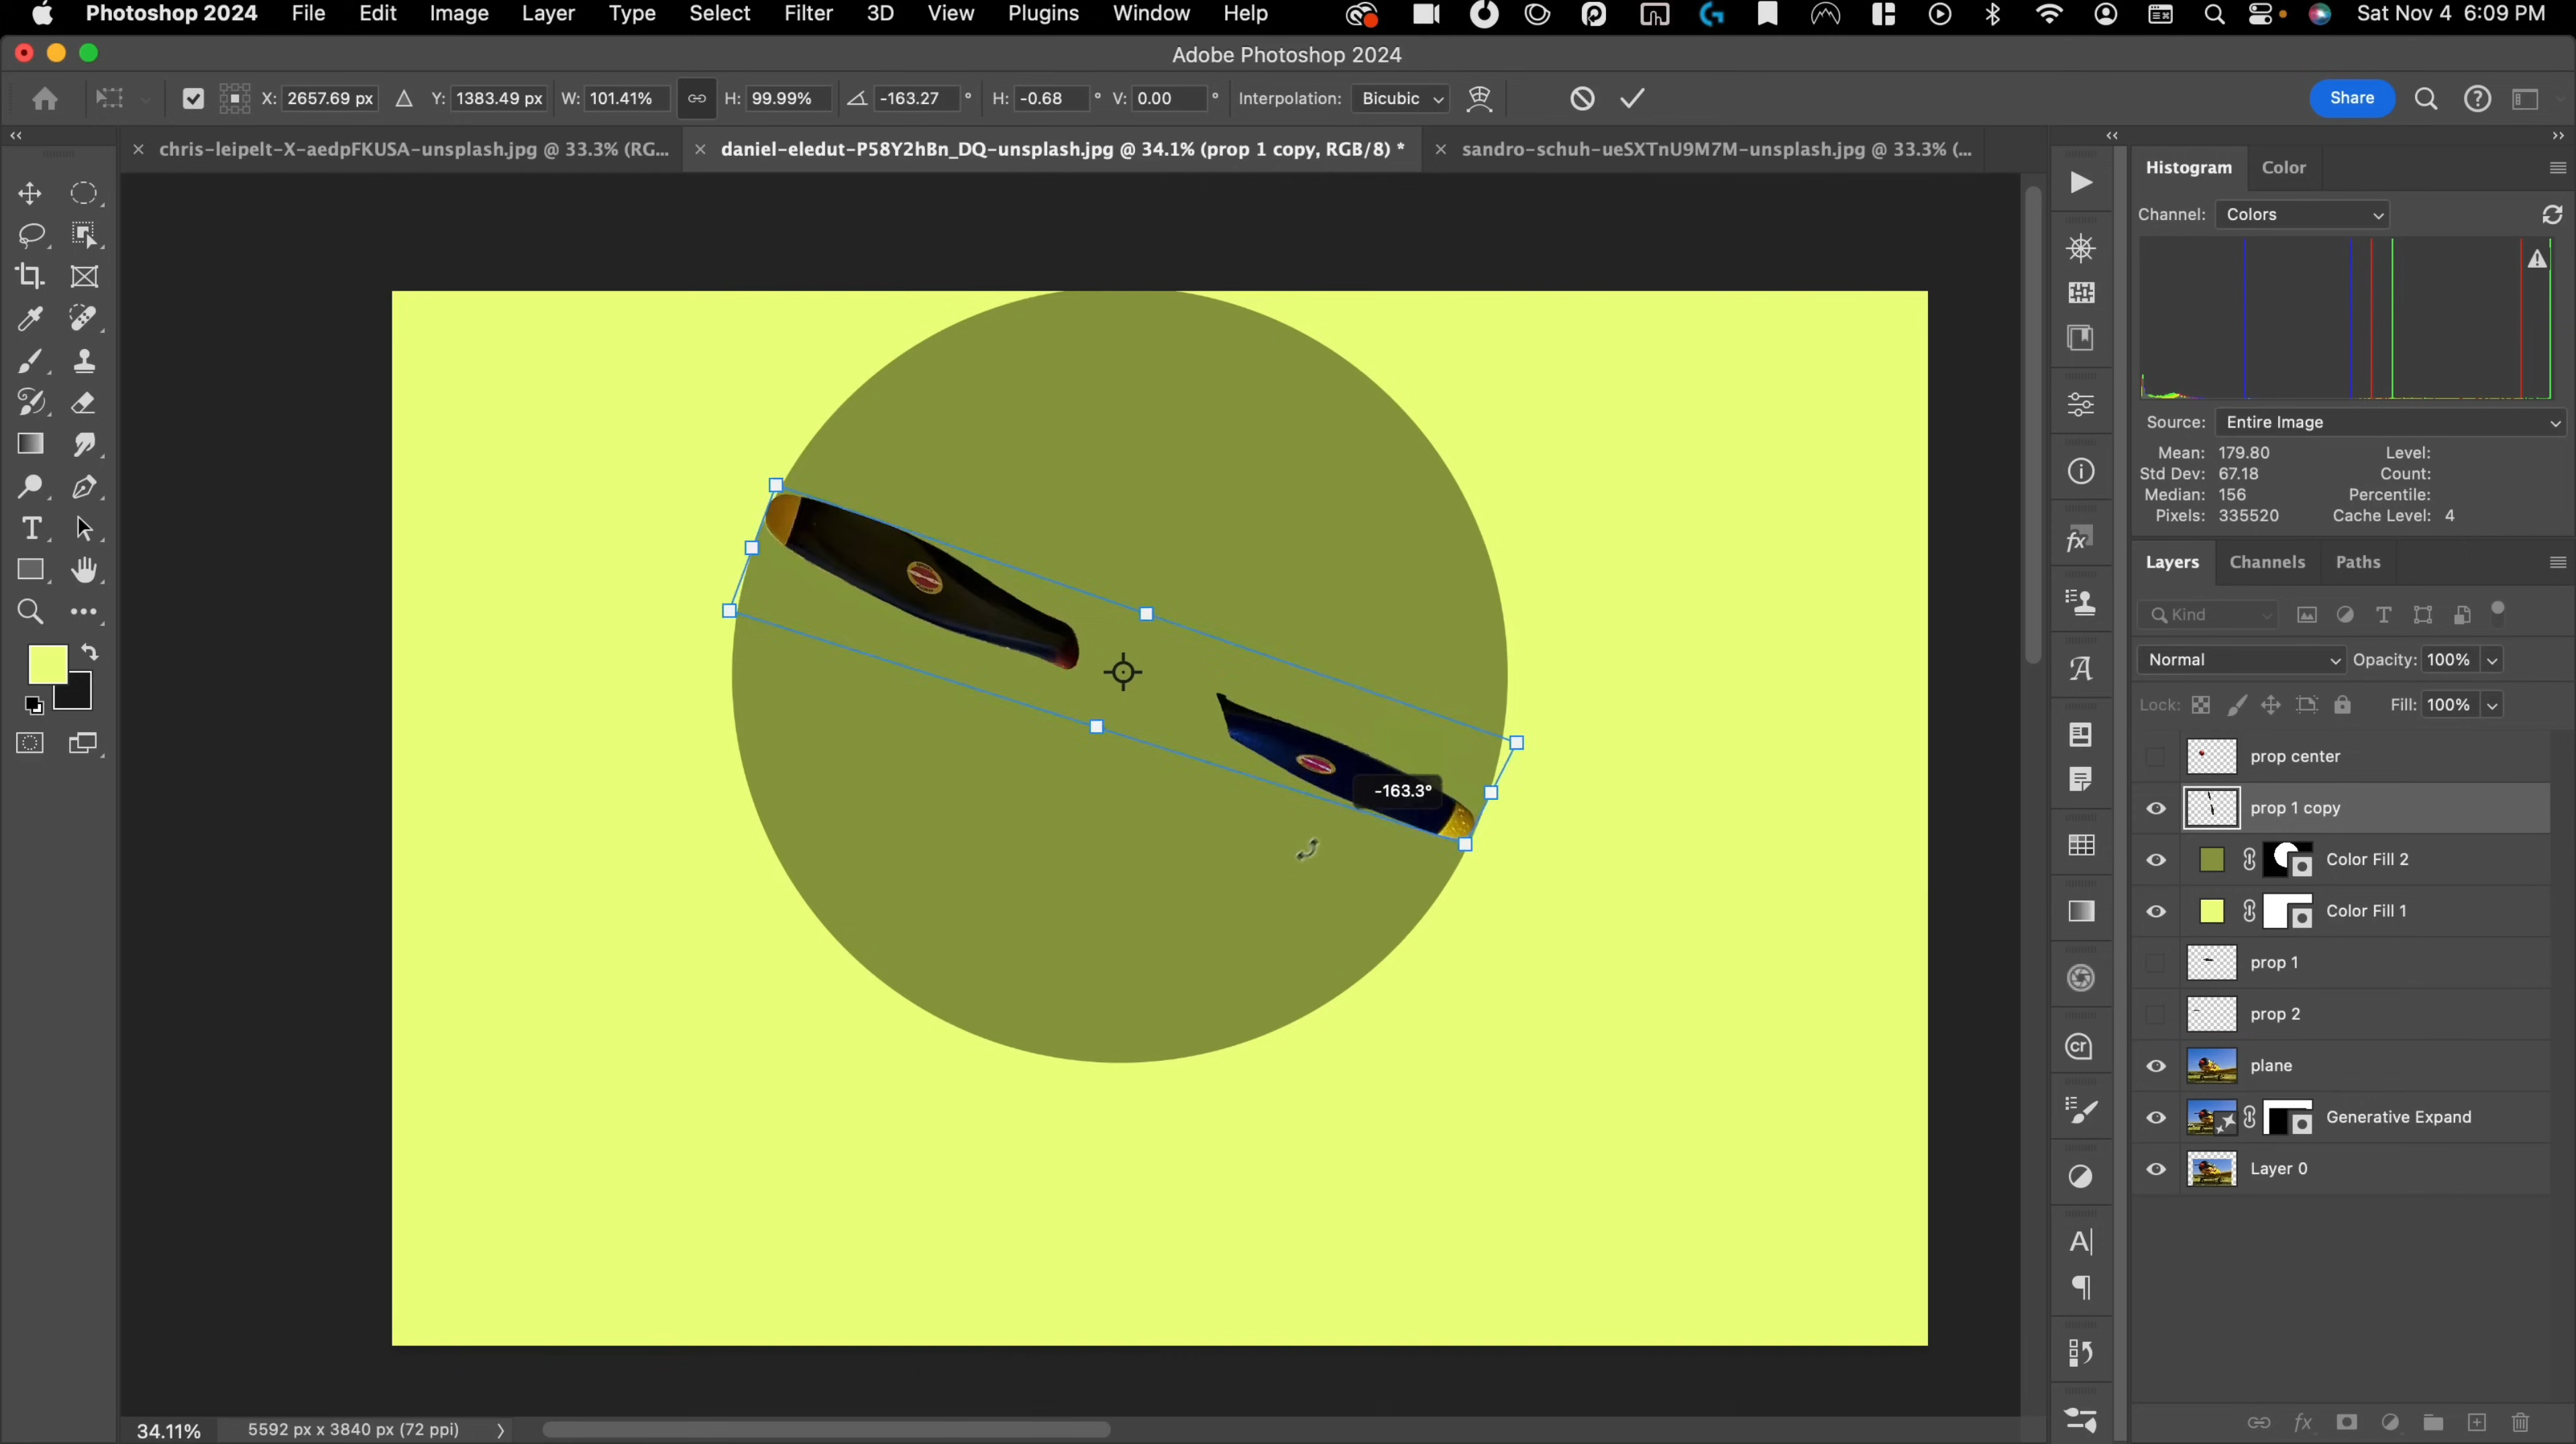 Photoshop 2024 File Edit Image Layer Type Select Filter 3D View Plugins Window Help Sat Nov 4 6:09 PM
Adobe Photoshop 2024
X: 2657.69 px Y: 1383.49 px W: 101.41% H: 99.99% -163.27 ° H: -0.68 ° V: 0.00 ° Interpolation: Bicubic Share
chris-leipelt-X-aedpFKUSA-unsplash.jpg @ 33.3% (RG... daniel-eledut-P58Y2hBn_DQ-unsplash.jpg @ 34.1% (prop 1 copy, RGB/8) * sandro-schuh-ueSXTnU9M7M-unsplash.jpg @ 33.3% (...
Histogram Color
Channel: Colors
Source: Entire Image
Mean: 179.80 Level:
Std Dev: 67.18 Count:
Median: 156 Percentile:
Pixels: 335520 Cache Level: 4
Layers Channels Paths
Kind
Normal Opacity: 100%
Lock: Fill: 100%
prop center
-163.3°
prop 1 copy
Color Fill 2
Color Fill 1
prop 1
prop 2
plane
Generative Expand
Layer 0
34.11% 5592 px x 3840 px (72 ppi)